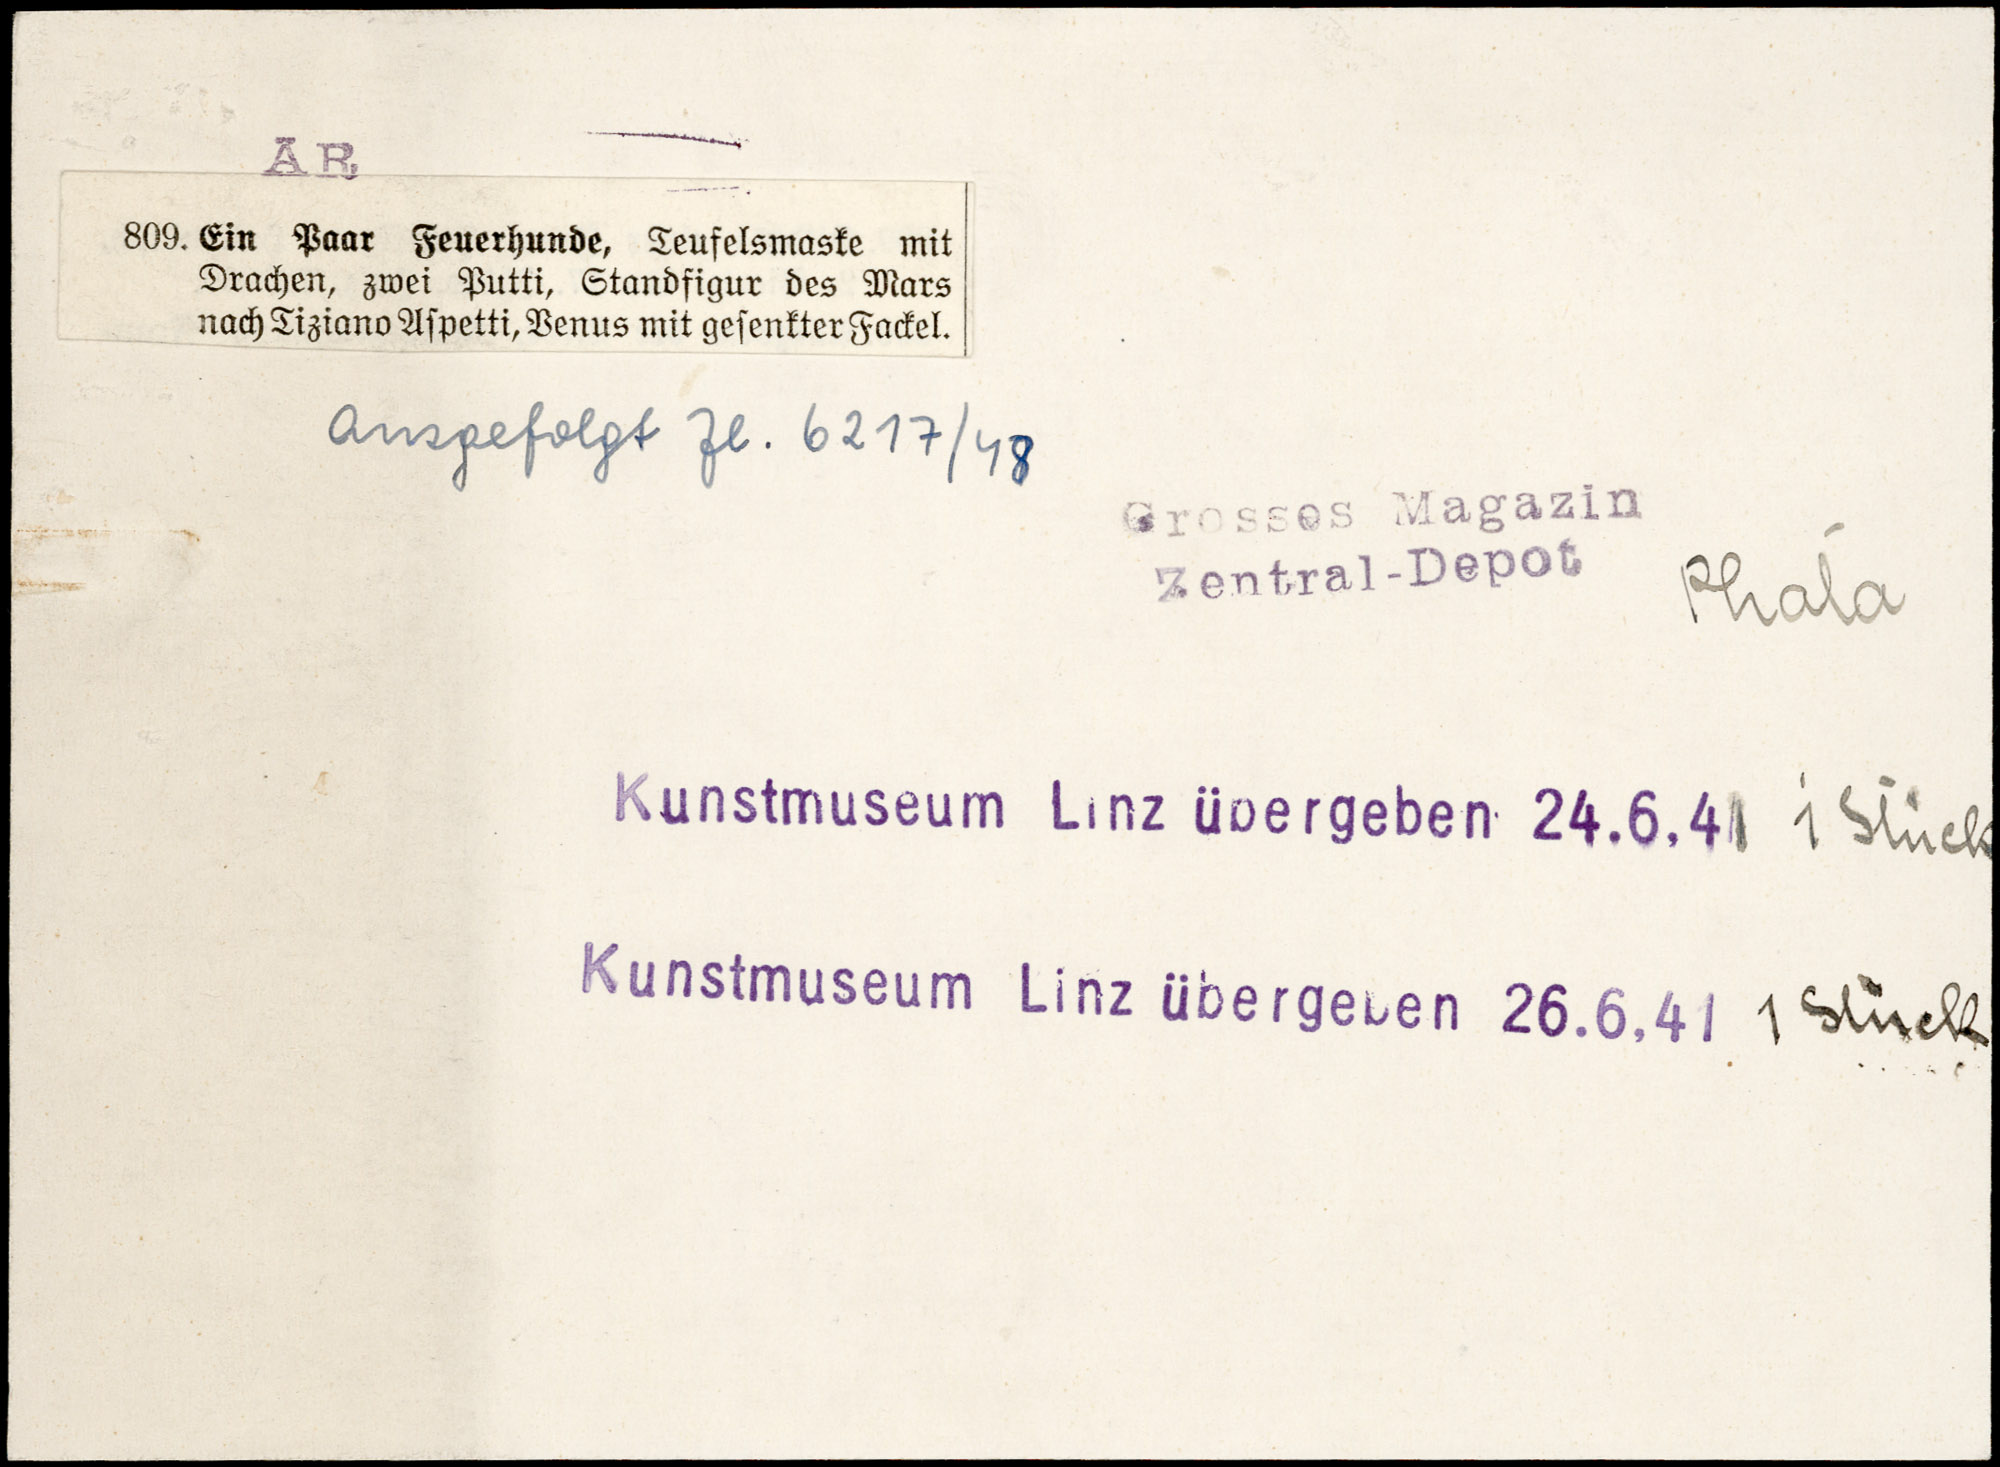 AR
809. Ein Paar Feuerhunde, Teufelsmaske mit
Drachen, zwei Putti, Standfigur des Mars
nach Tiziano Aspetti, Venus mit gesenkter Fackel.
Ausgefolgt Zl. 6217/48
Grosses Magazin
Zentral-Depot
Kunstmuseum Linz übergeben 24.6.41 1 Stück
Kunstmuseum Linz übergeben 26.6.41 1 Stück